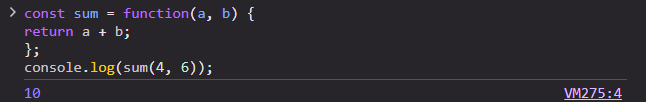 > const sum = function(a, b) {
return a + b;
};
console.log(sum(4, 6));
10 VM275:4